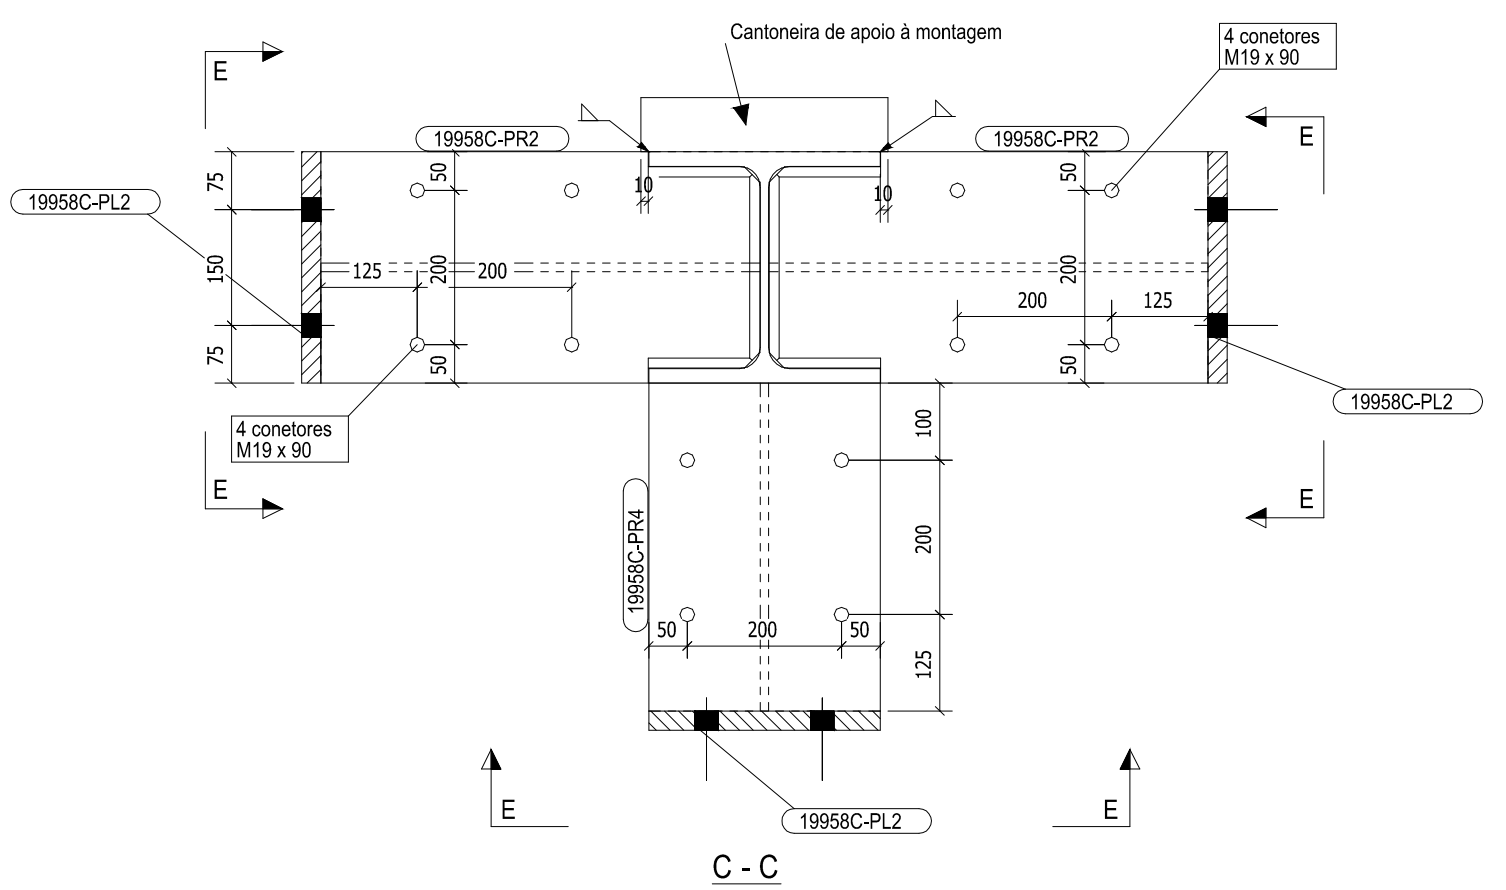 Cantoneira de apoio à montagem
4 conetores
M19 x 90
E
E
19958C-PR2
19958C-PR2
75
50
50
10
10
19958C-PL2
150
125
200
200
200
200
125
75
50
50
19958C-PL2
4 conetores
M19 x 90
100
E
E
19958C-PR4
200
50
200
50
125
E
E
19958C-PL2
C - C